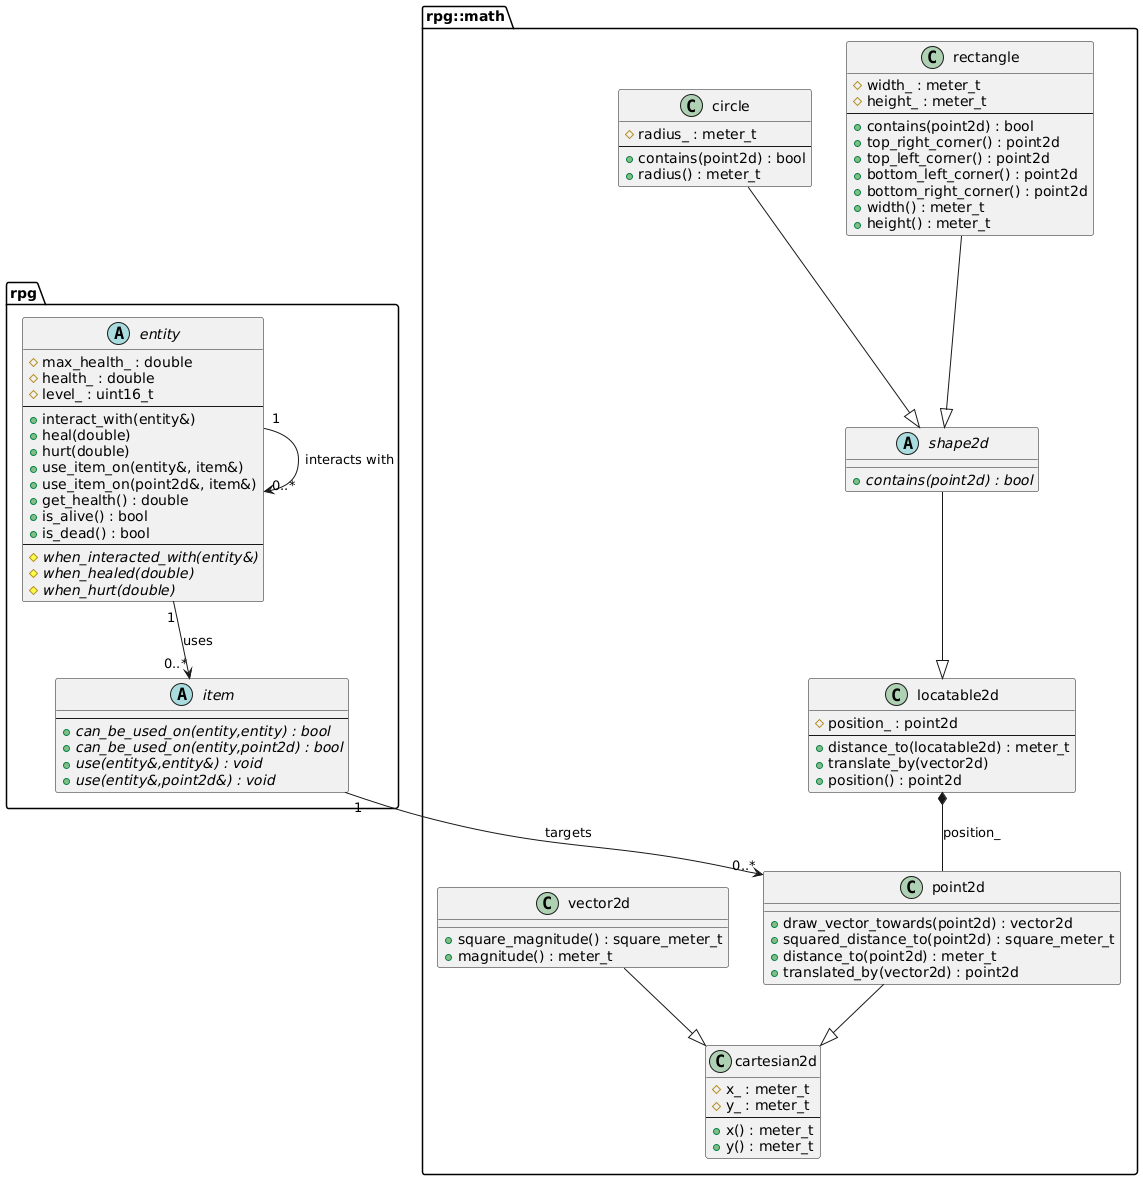 rpg::math
C rectangle
width_ : meter_t
height_ : meter_t
contains(point2d) : bool
top_right_corner() : point2d
top_left_corner() : point2d
bottom_left_corner() : point2d
bottom_right_corner() : point2d
width() : meter_t
height() : meter_t
C circle
radius_ : meter_t
contains(point2d) : bool
radius() : meter_t
rpg
A entity
max_health_ : double
health_ : double
level_ : uint16_t
interact_with(entity&)
heal(double)
hurt(double)
use_item_on(entity&, item&)
use_item_on(point2d&, item&)
get_health() : double
is_alive() : bool
is_dead() : bool
when_interacted_with(entity&)
when_healed(double)
when_hurt(double)
1
interacts with
0..*
A shape2d
contains(point2d) : bool
1
uses
0..*
A item
can_be_used_on(entity,entity) : bool
can_be_used_on(entity,point2d) : bool
use(entity&,entity&) : void
use(entity&,point2d&) : void
C locatable2d
position_ : point2d
distance_to(locatable2d) : meter_t
translate_by(vector2d)
position() : point2d
1
targets
0..*
position_
C vector2d
square_magnitude() : square_meter_t
magnitude() : meter_t
C point2d
draw_vector_towards(point2d) : vector2d
squared_distance_to(point2d) : square_meter_t
distance_to(point2d) : meter_t
translated_by(vector2d) : point2d
C cartesian2d
x_ : meter_t
y_ : meter_t
x() : meter_t
y() : meter_t